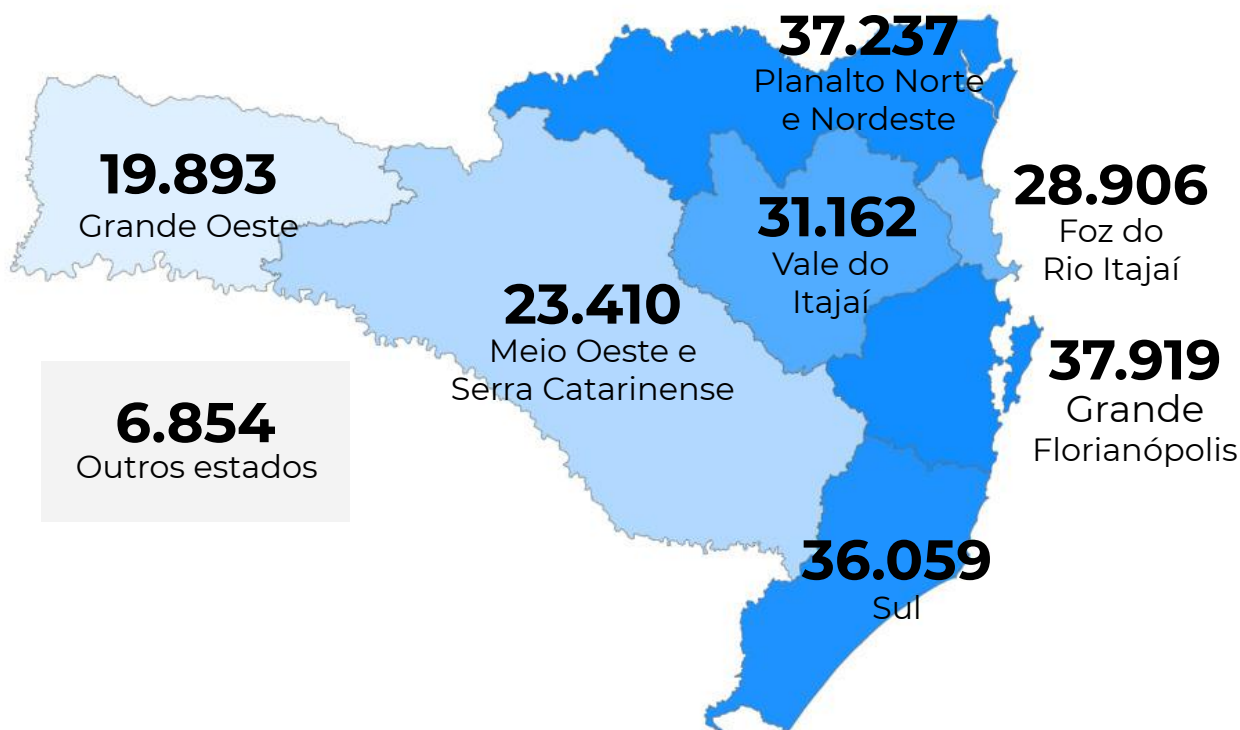 37.237
Planalto Norte
e Nordeste
19.893
Grande Oeste
28.906
Foz do
Rio Itajaí
31.162
Vale do
Itajaí
23.410
Meio Oeste e
Serra Catarinense
37.919
Grande
Florianópolis
6.854
Outros estados
36.059
Sul